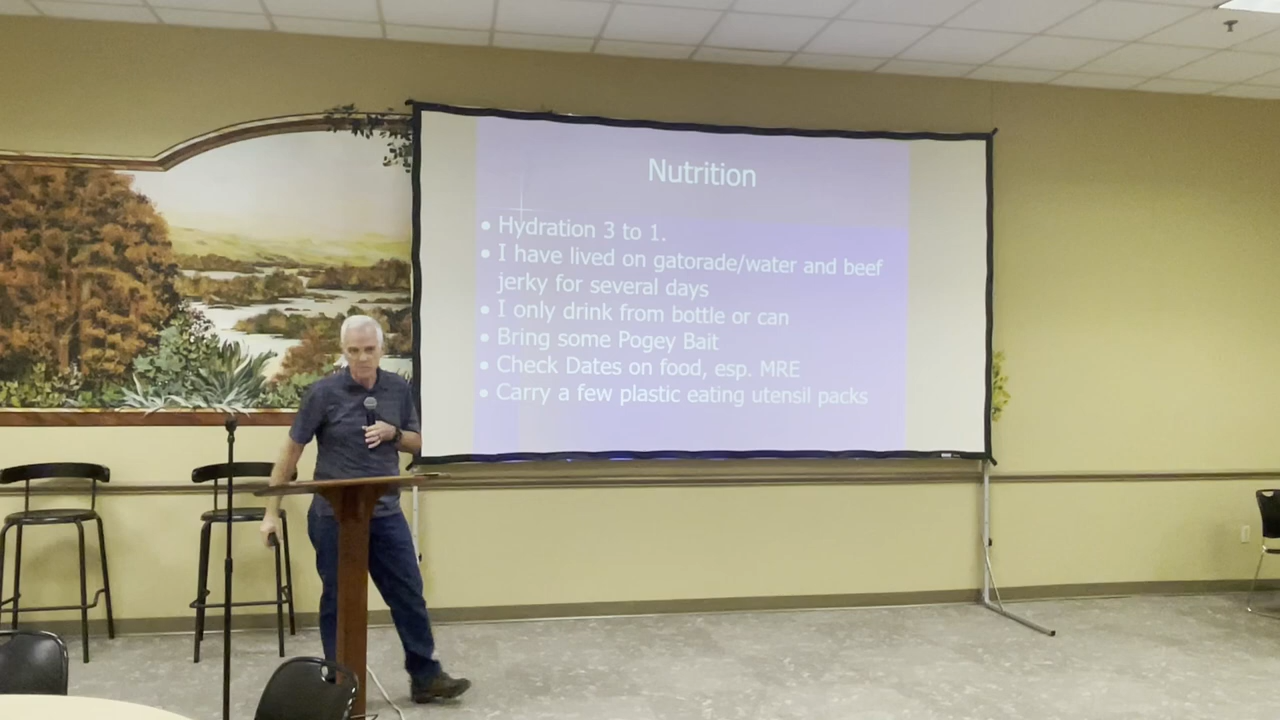 Nutrition
• Hydration 3 to 1.
• I have lived on gatorade/water and beef
jerky for several days
• I only drink from bottle or can
• Bring some Pogey Bait
• Check Dates on food, esp. MRE
• Carry a few plastic eating utensil packs